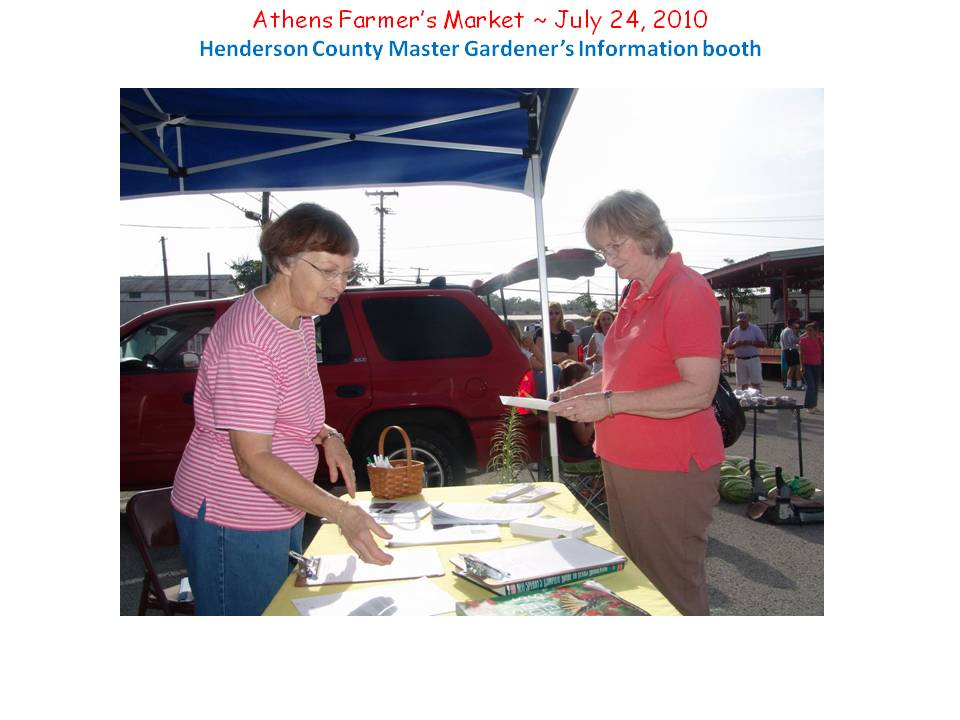 Athens Farmer's Market ~ July 24, 2010
Henderson County Master Gardener's Information booth